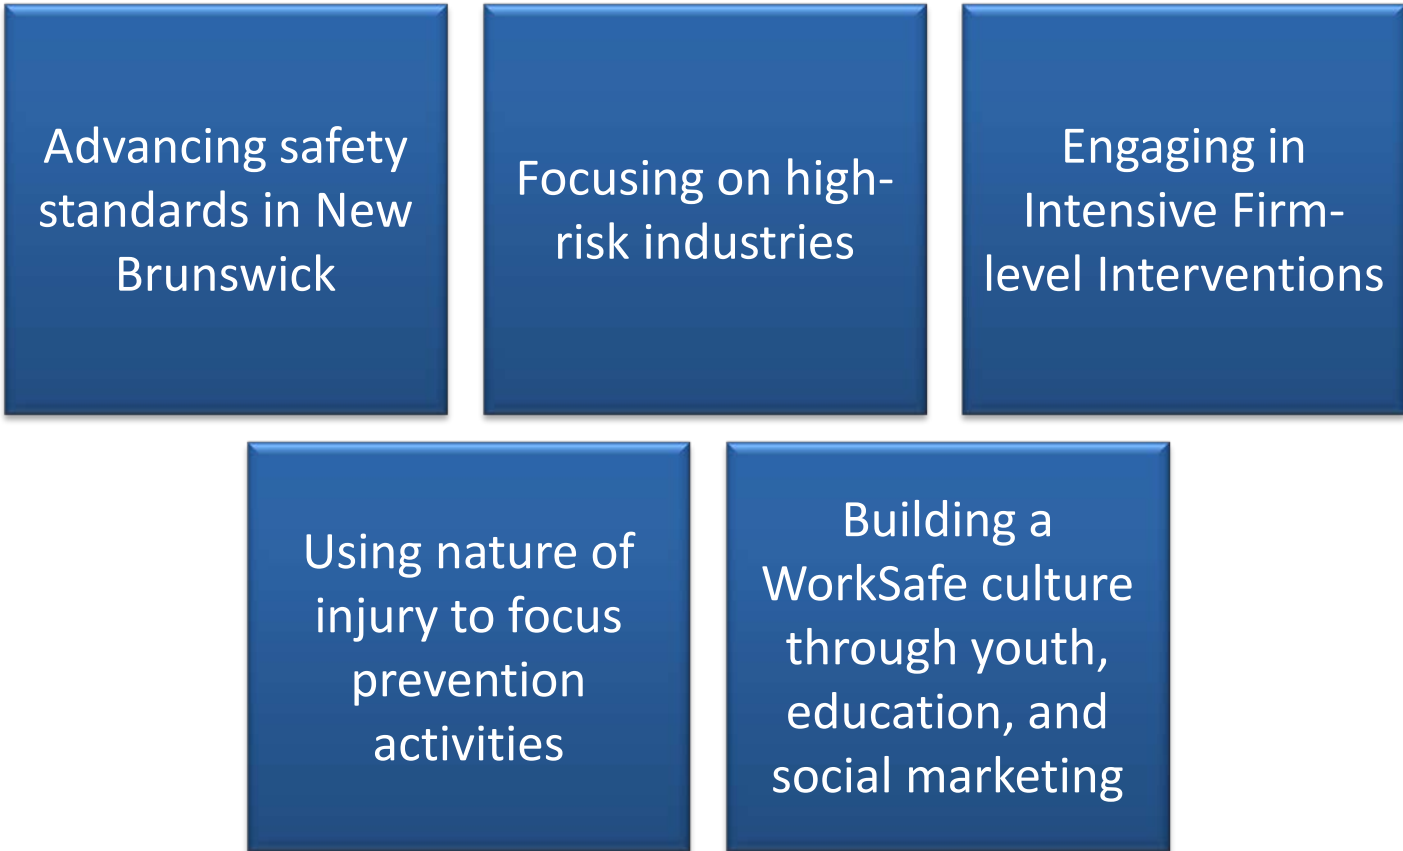 Advancing safety
standards in New
Brunswick
Focusing on high-
risk industries
Engaging in
Intensive Firm-
level Interventions
Using nature of
injury to focus
prevention
activities
Building a
WorkSafe culture
through youth,
education, and
social marketing